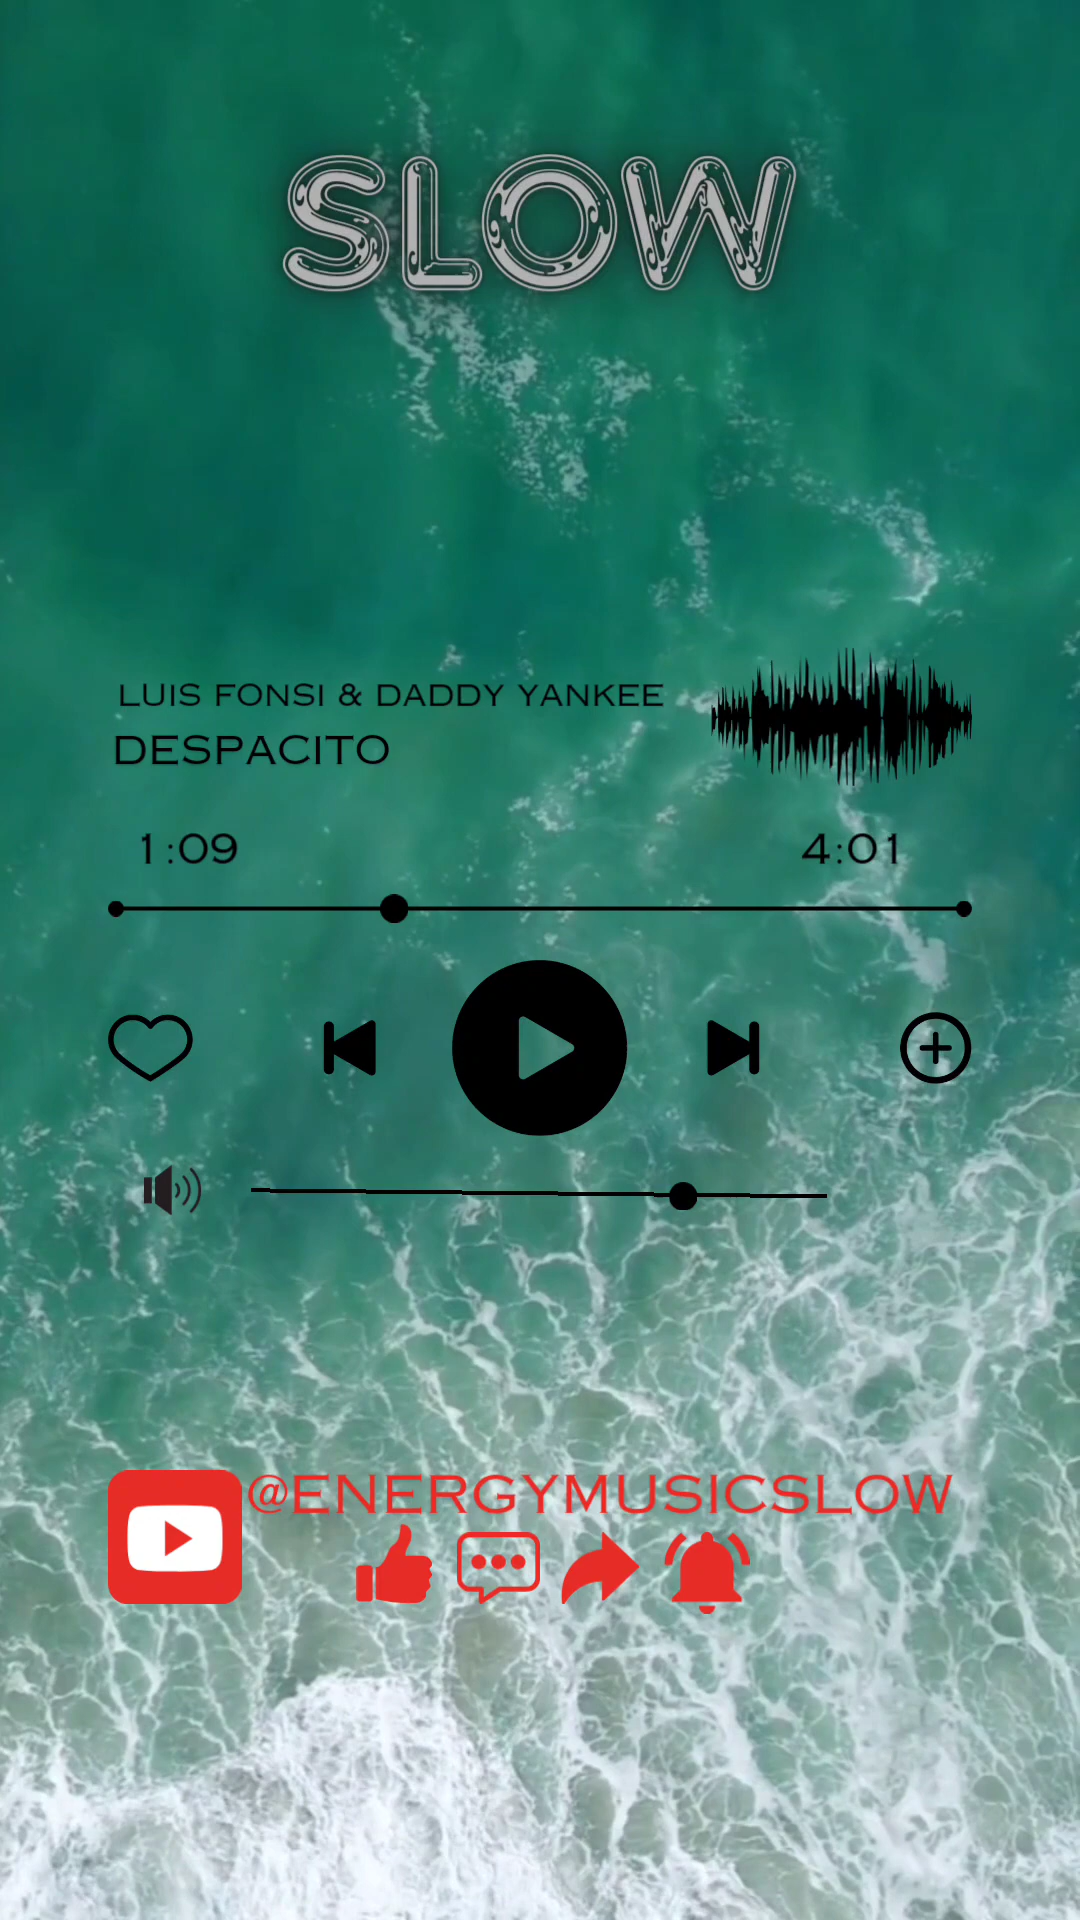 SLOW
LUIS FONSI & DADDY YANKEE
DESPACITO
1:09 4:01
@ENERGYMUSICSLOW